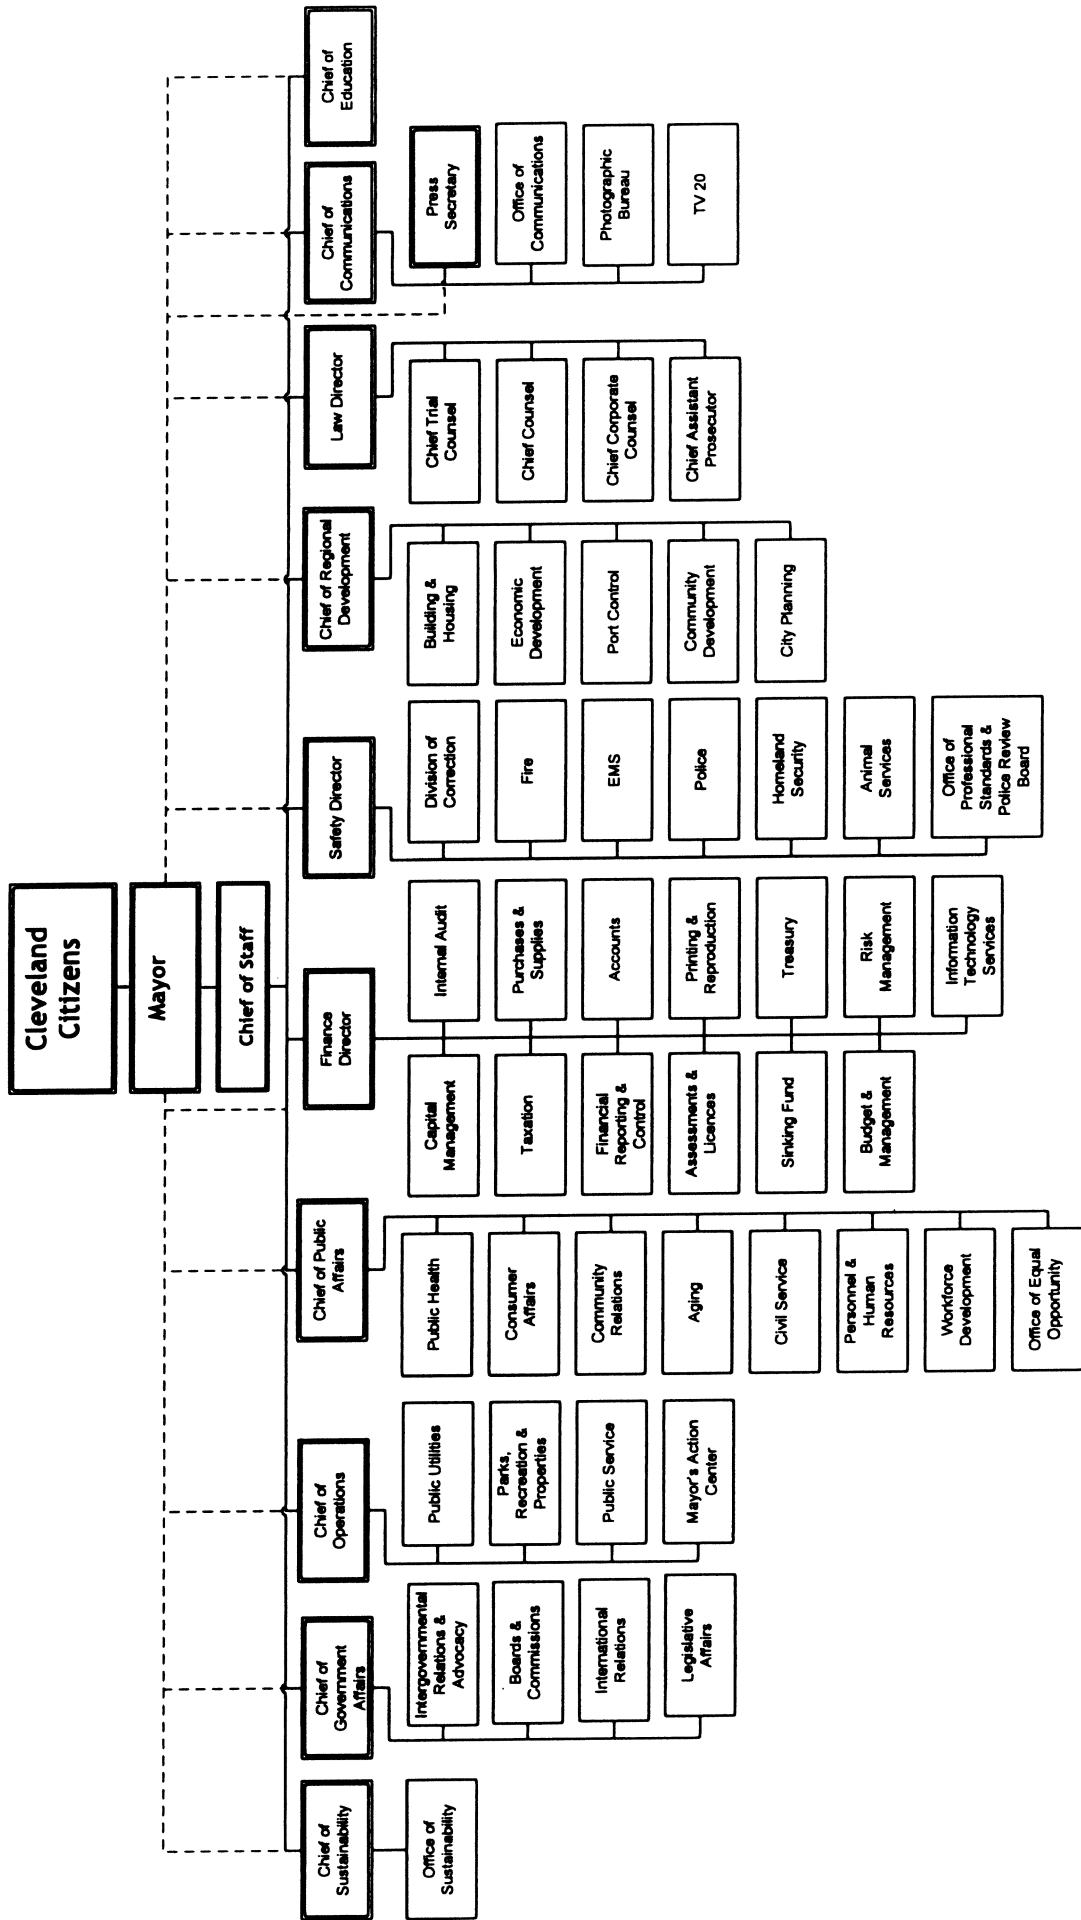 Cleveland
Citizens
Mayor
Chief of Staff
Chief of
Sustainability
Chief of
Government
Affairs
Chief of
Operations
Chief of Public
Affairs
Finance
Director
Safety Director
Chief of Regional
Development
Law Director
Chief of
Communications
Chief of
Education
Office of
Sustainability
Intergovernmental
Relations &
Advocacy
Boards &
Commissions
International
Relations
Legislative
Affairs
Public Utilities
Parks,
Recreation &
Properties
Public Service
Mayor's Action
Center
Public Health
Consumer
Affairs
Community
Relations
Aging
Civil Service
Personnel &
Human
Resources
Workforce
Development
Office of Equal
Opportunity
Capital
Management
Taxation
Financial
Reporting &
Control
Assessments &
Licences
Sinking Fund
Budget &
Management
Internal Audit
Purchases &
Supplies
Accounts
Printing &
Reproduction
Treasury
Risk
Management
Information
Technology
Services
Division of
Correction
Fire
EMS
Police
Homeland
Security
Animal
Services
Office of
Professional
Standards &
Police Review
Board
Building &
Housing
Economic
Development
Port Control
Community
Development
City Planning
Chief Trial
Counsel
Chief Counsel
Chief Corporate
Counsel
Chief Assistant
Prosecutor
Press
Secretary
Office of
Communications
Photographic
Bureau
TV 20